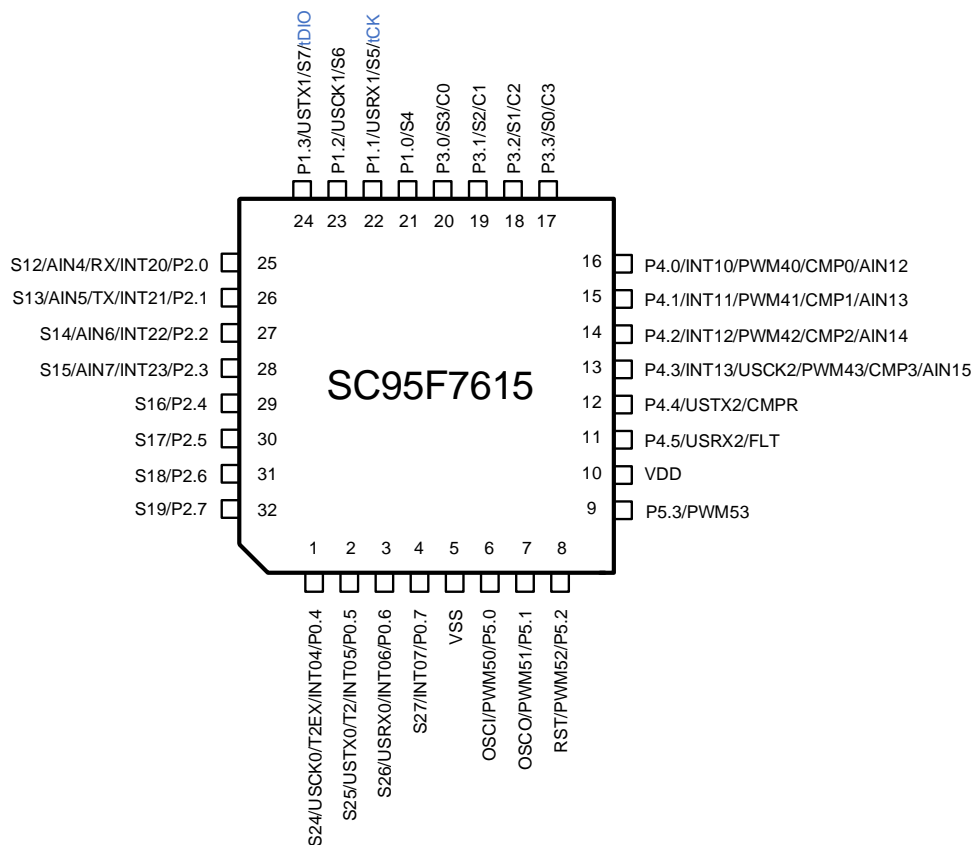 P1.3/USTX1/S7/tDIO
P1.2/USCK1/S6
P1.1/USRX1/S5/tCK
P1.0/S4
P3.0/S3/C0
P3.1/S2/C1
P3.2/S1/C2
P3.3/S0/C3
24 23 22 21 20 19 18 17
S12/AIN4/RX/INT20/P2.0 25
S13/AIN5/TX/INT21/P2.1 26
S14/AIN6/INT22/P2.2 27
S15/AIN7/INT23/P2.3 28
S16/P2.4 29
S17/P2.5 30
S18/P2.6 31
S19/P2.7 32
SC95F7615
16 P4.0/INT10/PWM40/CMP0/AIN12
15 P4.1/INT11/PWM41/CMP1/AIN13
14 P4.2/INT12/PWM42/CMP2/AIN14
13 P4.3/INT13/USCK2/PWM43/CMP3/AIN15
12 P4.4/USTX2/CMPR
11 P4.5/USRX2/FLT
10 VDD
9 P5.3/PWM53
1 2 3 4 5 6 7 8
S24/USCK0/T2EX/INT04/P0.4
S25/USTX0/T2/INT05/P0.5
S26/USRX0/INT06/P0.6
S27/INT07/P0.7
VSS
OSCI/PWM50/P5.0
OSCO/PWM51/P5.1
RST/PWM52/P5.2